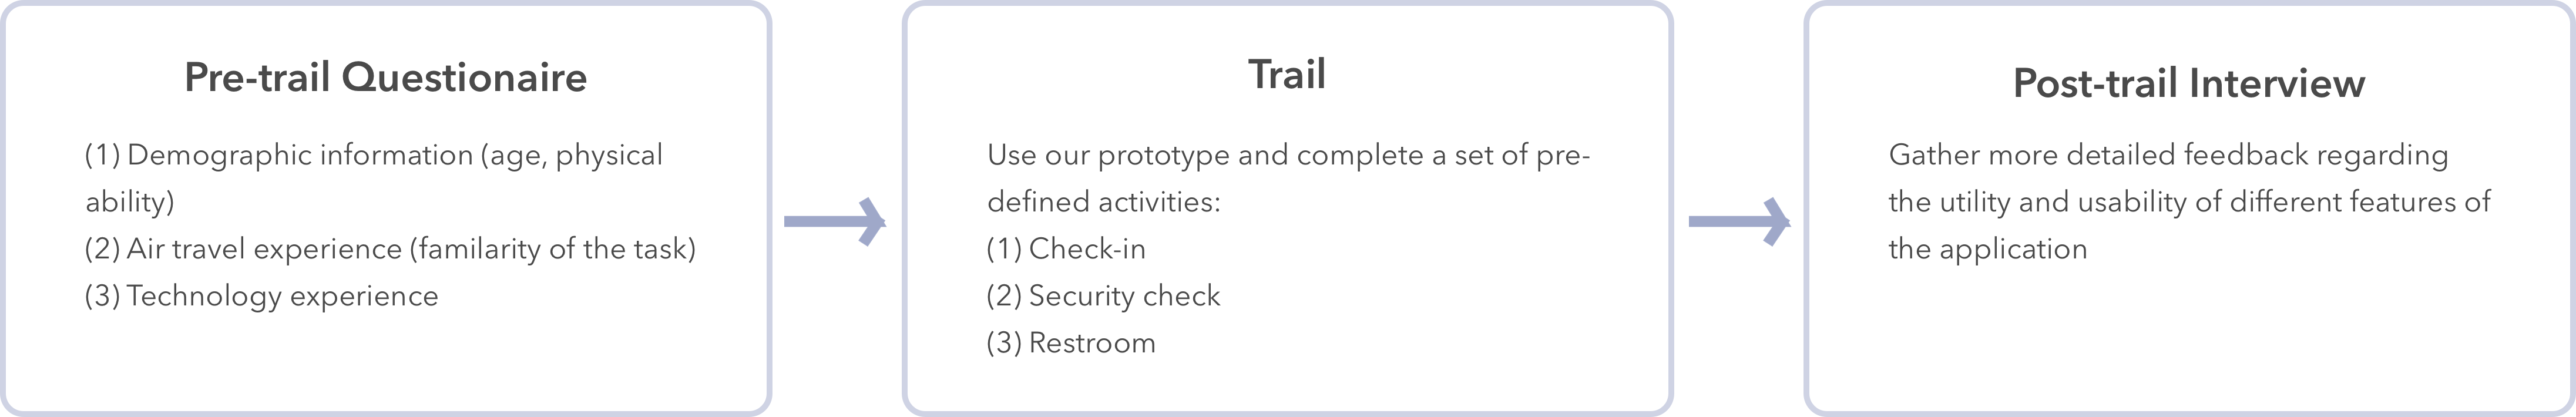 Pre-trail Questionaire
(1) Demographic information (age, physical
ability)
(2) Air travel experience (familarity of the task)
(3) Technology experience
Trail
Use our prototype and complete a set of pre-
defined activities:
(1) Check-in
(2) Security check
(3) Restroom
Post-trail Interview
Gather more detailed feedback regarding
the utility and usability of different features of
the application